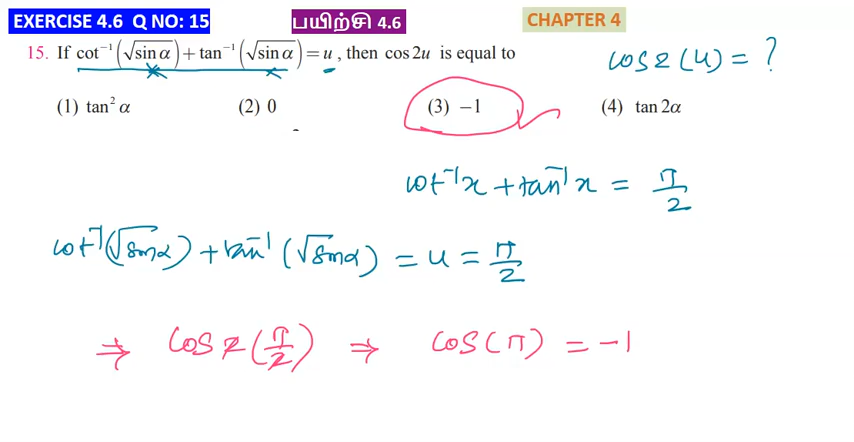 EXERCISE 4.6 Q NO: 15 பயிற்சி 4.6 CHAPTER 4
15. If cot⁻¹(√sin α) + tan⁻¹(√sin α) = u, then cos 2u is equal to
cos 2(u) = ?
(1) tan² α (2) 0 (3) −1 (4) tan 2α
cot⁻¹x + tan⁻¹x = π/2
cot⁻¹(√sinα) + tan⁻¹(√sinα) = u = π/2
⇒ cos 2(π/2) ⇒ cos(π) = −1